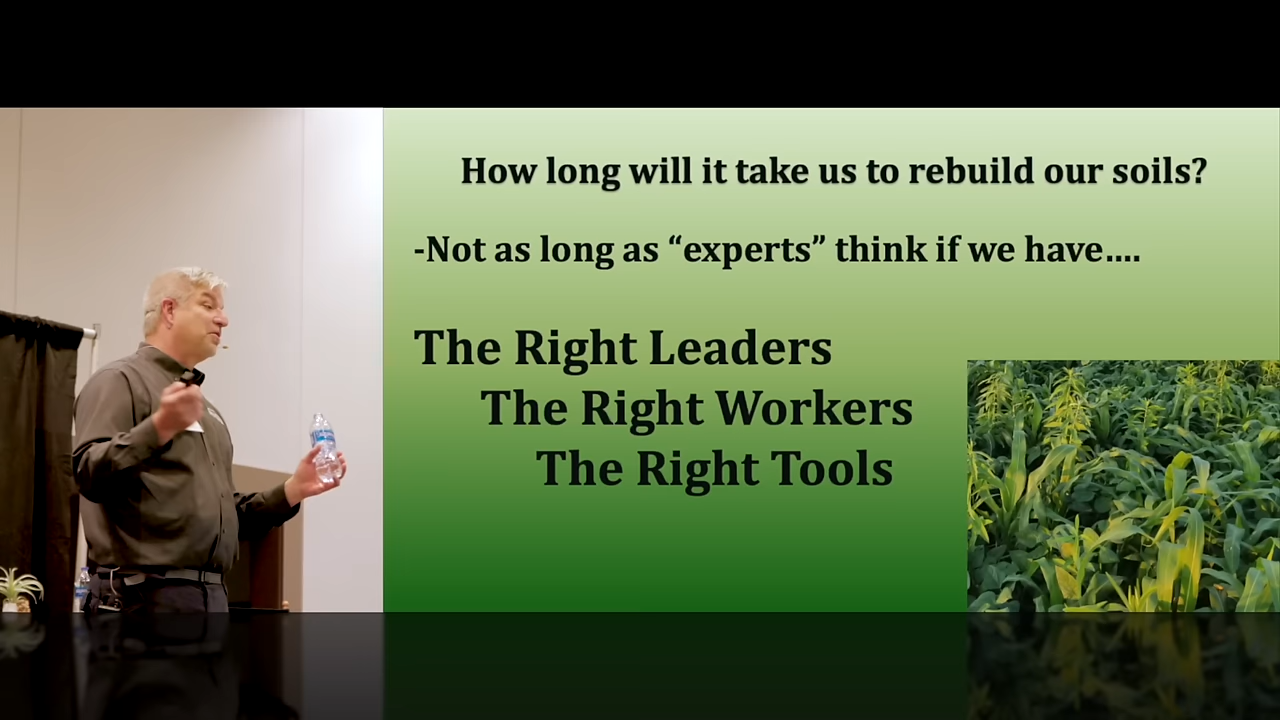 How long will it take us to rebuild our soils?
-Not as long as “experts” think if we have....
The Right Leaders
The Right Workers
The Right Tools